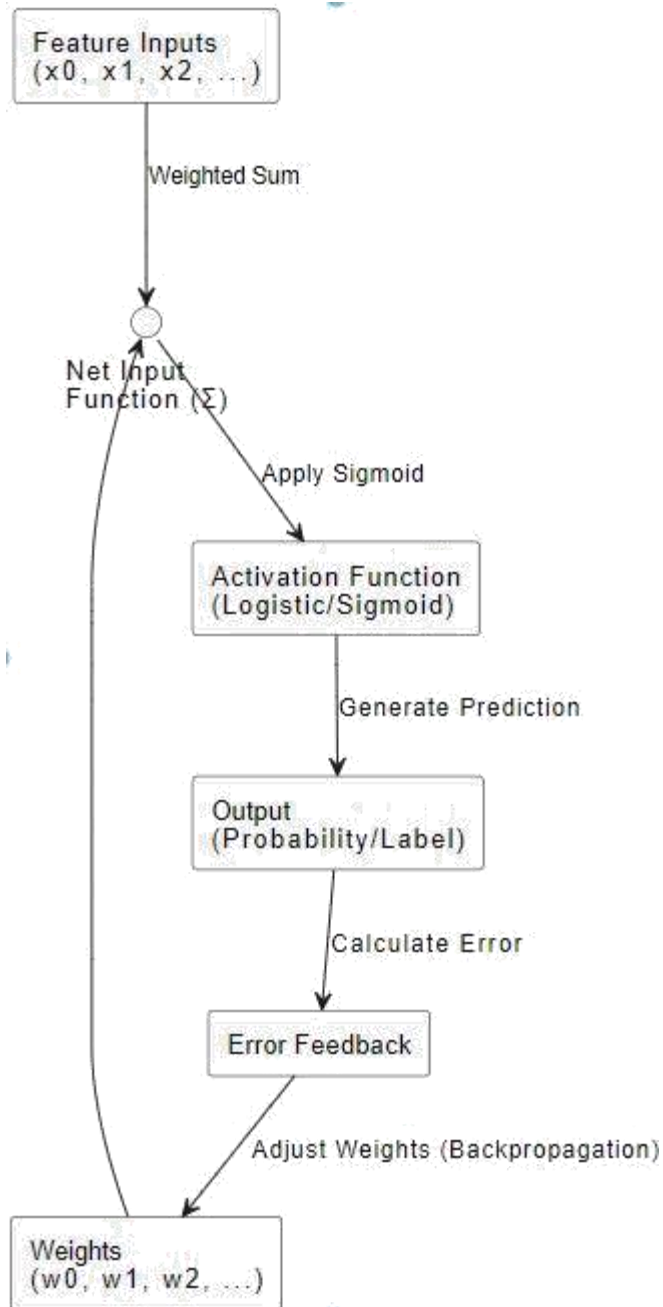 Feature Inputs
(x0, x1, x2, ...)
Weighted Sum
Net Input
Function (Σ)
Apply Sigmoid
Activation Function
(Logistic/Sigmoid)
Generate Prediction
Output
(Probability/Label)
Calculate Error
Error Feedback
Adjust Weights (Backpropagation)
Weights
(w0, w1, w2, ...)